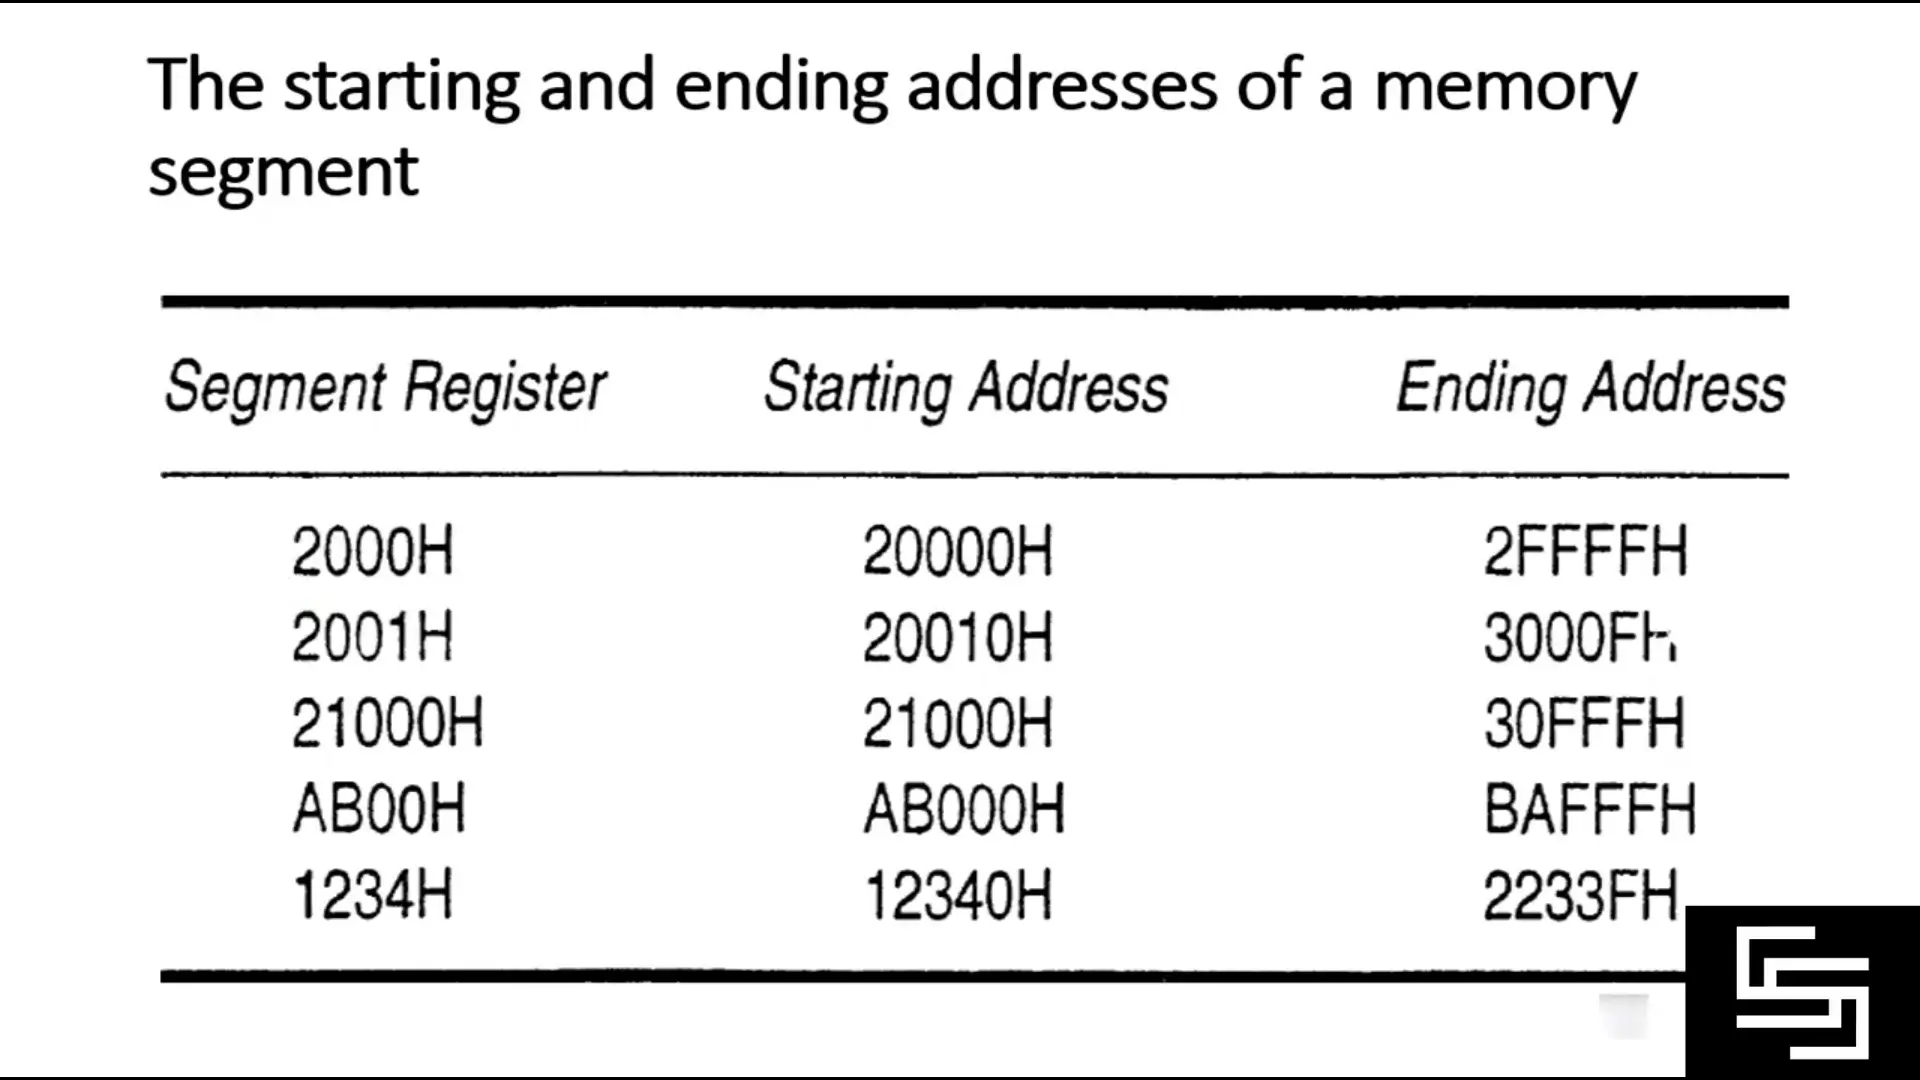 The starting and ending addresses of a memory
segment
Segment Register Starting Address Ending Address
2000H 20000H 2FFFFH
2001H 20010H 3000FH
21000H 21000H 30FFFH
AB00H AB000H BAFFFH
1234H 12340H 2233FH